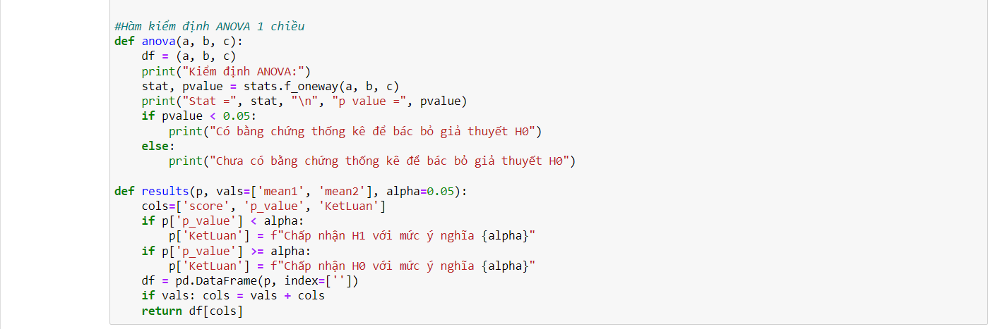 #Hàm kiểm định ANOVA 1 chiều
def anova(a, b, c):
    df = (a, b, c)
    print("Kiểm định ANOVA:")
    stat, pvalue = stats.f_oneway(a, b, c)
    print("Stat =", stat, "\n", "p value =", pvalue)
    if pvalue < 0.05:
        print("Có bằng chứng thống kê để bác bỏ giả thuyết H0")
    else:
        print("Chưa có bằng chứng thống kê để bác bỏ giả thuyết H0")
def results(p, vals=['mean1', 'mean2'], alpha=0.05):
    cols=['score', 'p_value', 'KetLuan']
    if p['p_value'] < alpha:
        p['KetLuan'] = f"Chấp nhận H1 với mức ý nghĩa {alpha}"
    if p['p_value'] >= alpha:
        p['KetLuan'] = f"Chấp nhận H0 với mức ý nghĩa {alpha}"
    df = pd.DataFrame(p, index=[''])
    if vals: cols = vals + cols
    return df[cols]